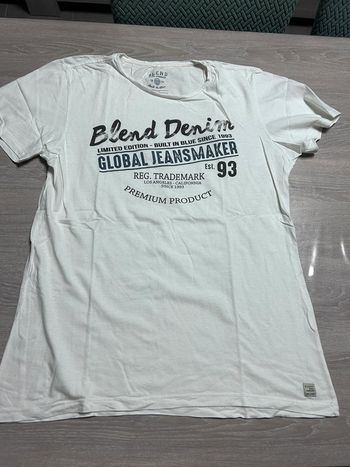 BLEND
Blend Denim
LIMITED EDITION - BUILT IN BLUE SINCE 1993
GLOBAL JEANSMAKER
Est. 93
REG. TRADEMARK
LOS ANGELES - CALIFORNIA
SINCE 1993
PREMIUM PRODUCT